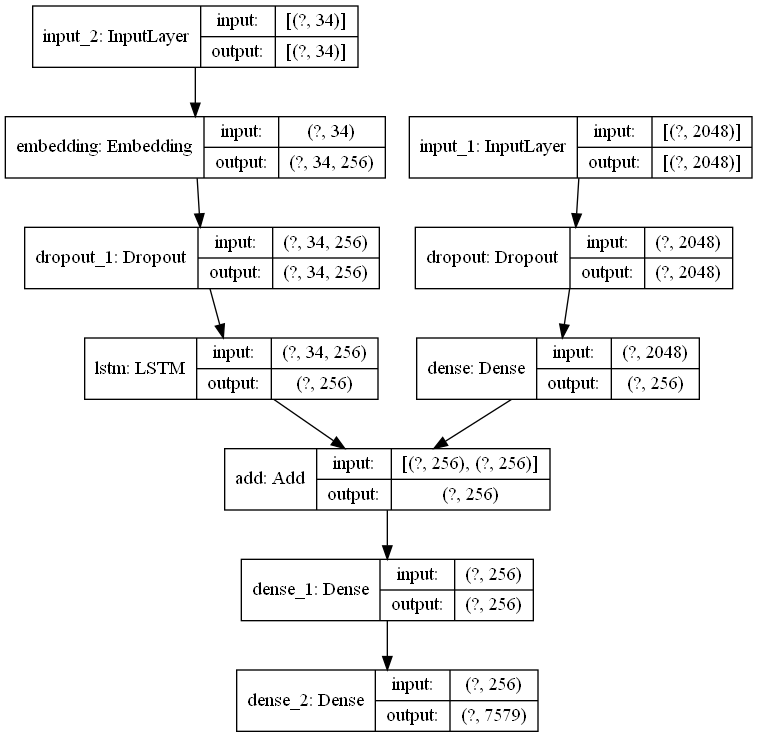 input_2: InputLayer
input: [(?, 34)]
output: [(?, 34)]
embedding: Embedding
input: (?, 34)
output: (?, 34, 256)
input_1: InputLayer
input: [(?, 2048)]
output: [(?, 2048)]
dropout_1: Dropout
input: (?, 34, 256)
output: (?, 34, 256)
dropout: Dropout
input: (?, 2048)
output: (?, 2048)
lstm: LSTM
input: (?, 34, 256)
output: (?, 256)
dense: Dense
input: (?, 2048)
output: (?, 256)
add: Add
input: [(?, 256), (?, 256)]
output: (?, 256)
dense_1: Dense
input: (?, 256)
output: (?, 256)
dense_2: Dense
input: (?, 256)
output: (?, 7579)